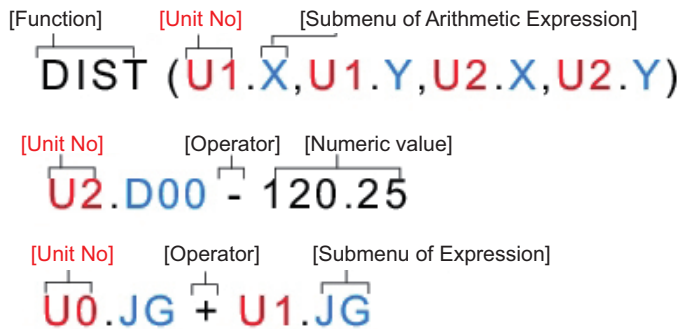 [Function] [Unit No] [Submenu of Arithmetic Expression]
DIST (U1.X,U1.Y,U2.X,U2.Y)
[Unit No] [Operator] [Numeric value]
U2.D00 - 120.25
[Unit No] [Operator] [Submenu of Expression]
U0.JG + U1.JG